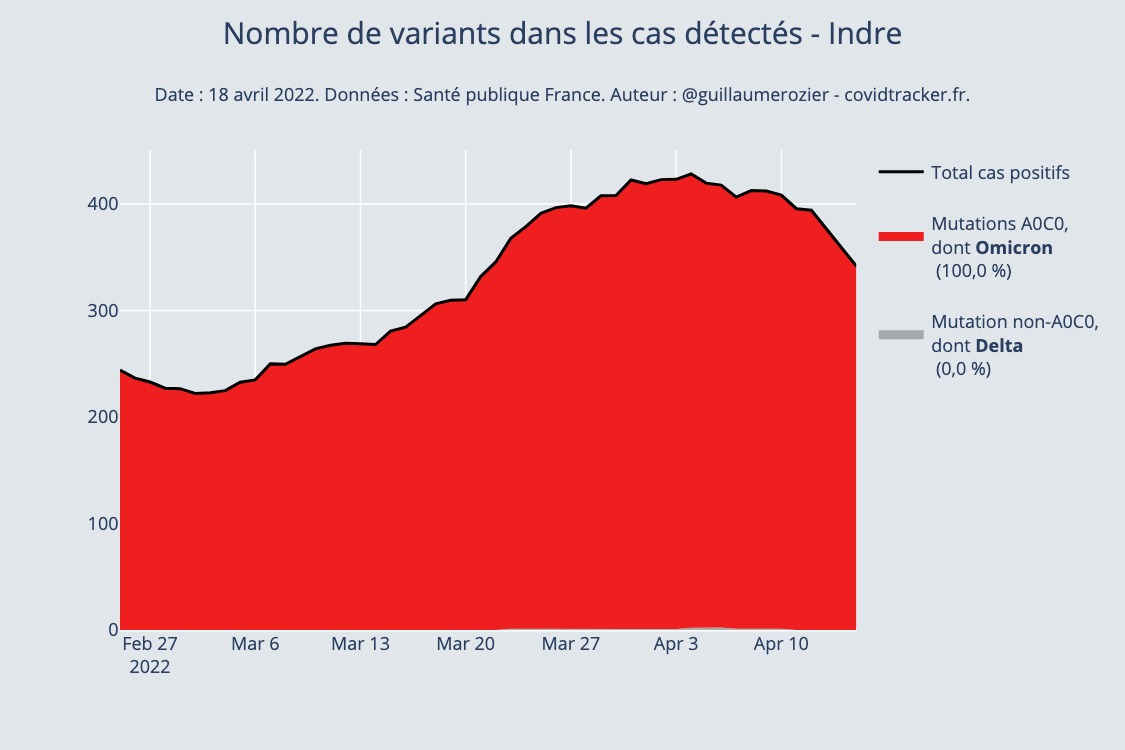 Nombre de variants dans les cas détectés - Indre
Date : 18 avril 2022. Données : Santé publique France. Auteur : @guillaumerozier - covidtracker.fr.
Total cas positifs
Mutations A0C0,
dont Omicron
(100,0 %)
Mutation non-A0C0,
dont Delta
(0,0 %)
400
300
200
100
0
Feb 27
2022
Mar 6
Mar 13
Mar 20
Mar 27
Apr 3
Apr 10